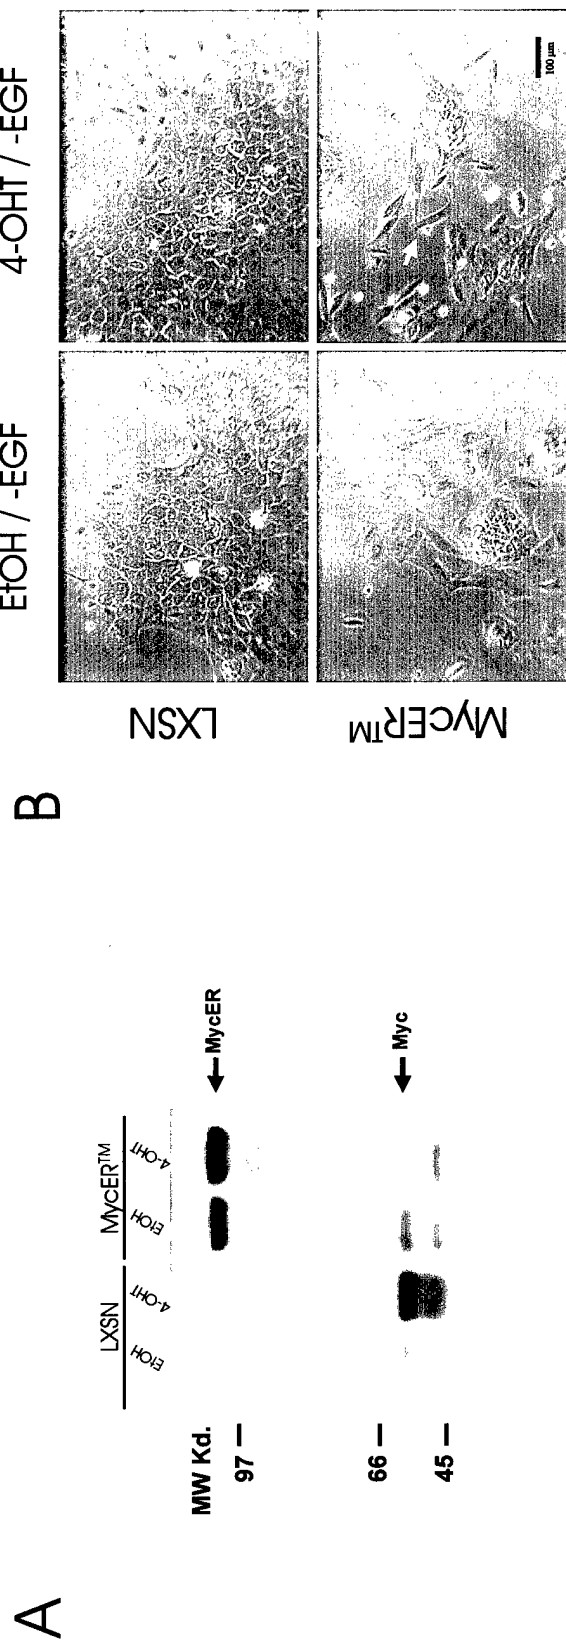 A
LXSN
MycER™
EtOH
4-OHT
EtOH
4-OHT
MW Kd.
97
66
45
MycER
Myc
B
EtOH / -EGF
4-OHT / -EGF
LXSN
MycER™
100 µm